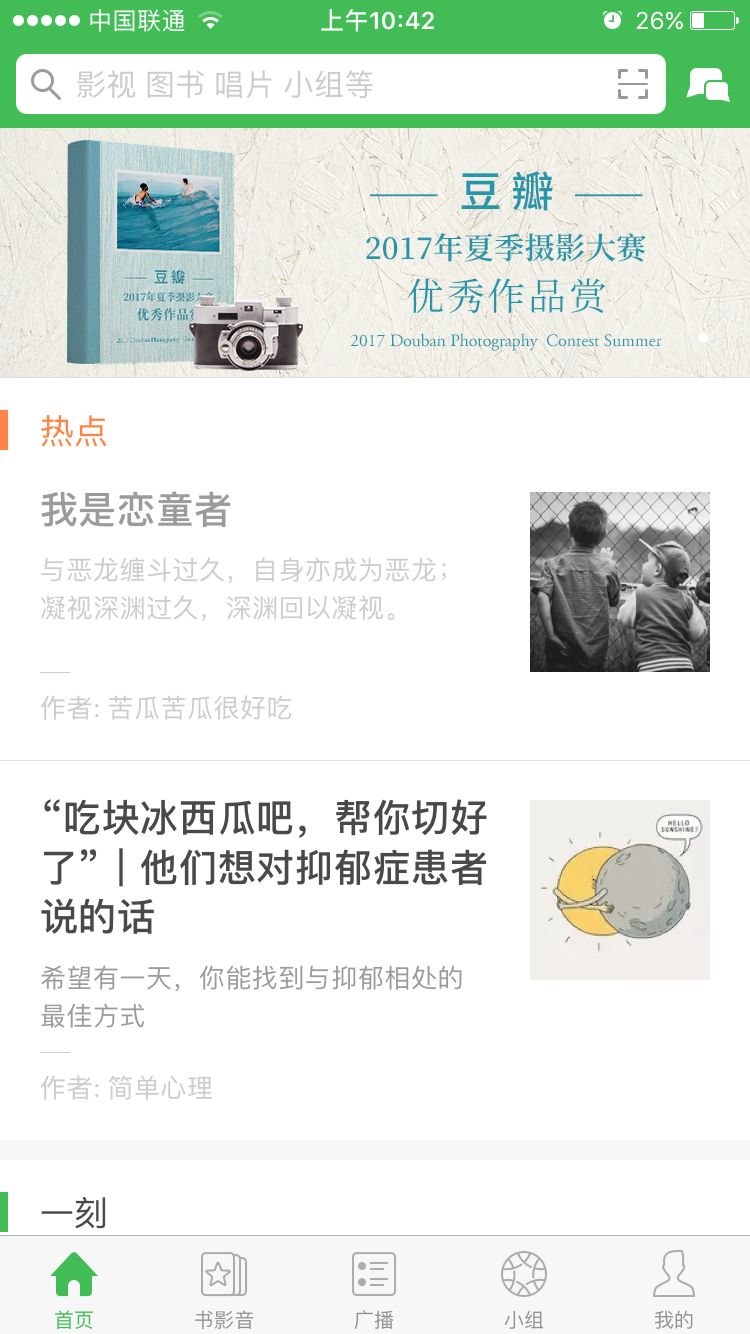 中国联通 上午10:42 26%
影视 图书 唱片 小组等
豆瓣
2017年夏季摄影大赛
优秀作品赏
2017 Douban Photography Contest Summer
豆瓣
2017年夏季摄影大赛
优秀作品赏
热点
我是恋童者
与恶龙缠斗过久，自身亦成为恶龙；
凝视深渊过久，深渊回以凝视。
作者: 苦瓜苦瓜很好吃
“吃块冰西瓜吧，帮你切好
了”｜他们想对抑郁症患者
说的话
HELLO
SUNSHINE!
希望有一天，你能找到与抑郁相处的
最佳方式
作者: 简单心理
一刻
首页 书影音 广播 小组 我的